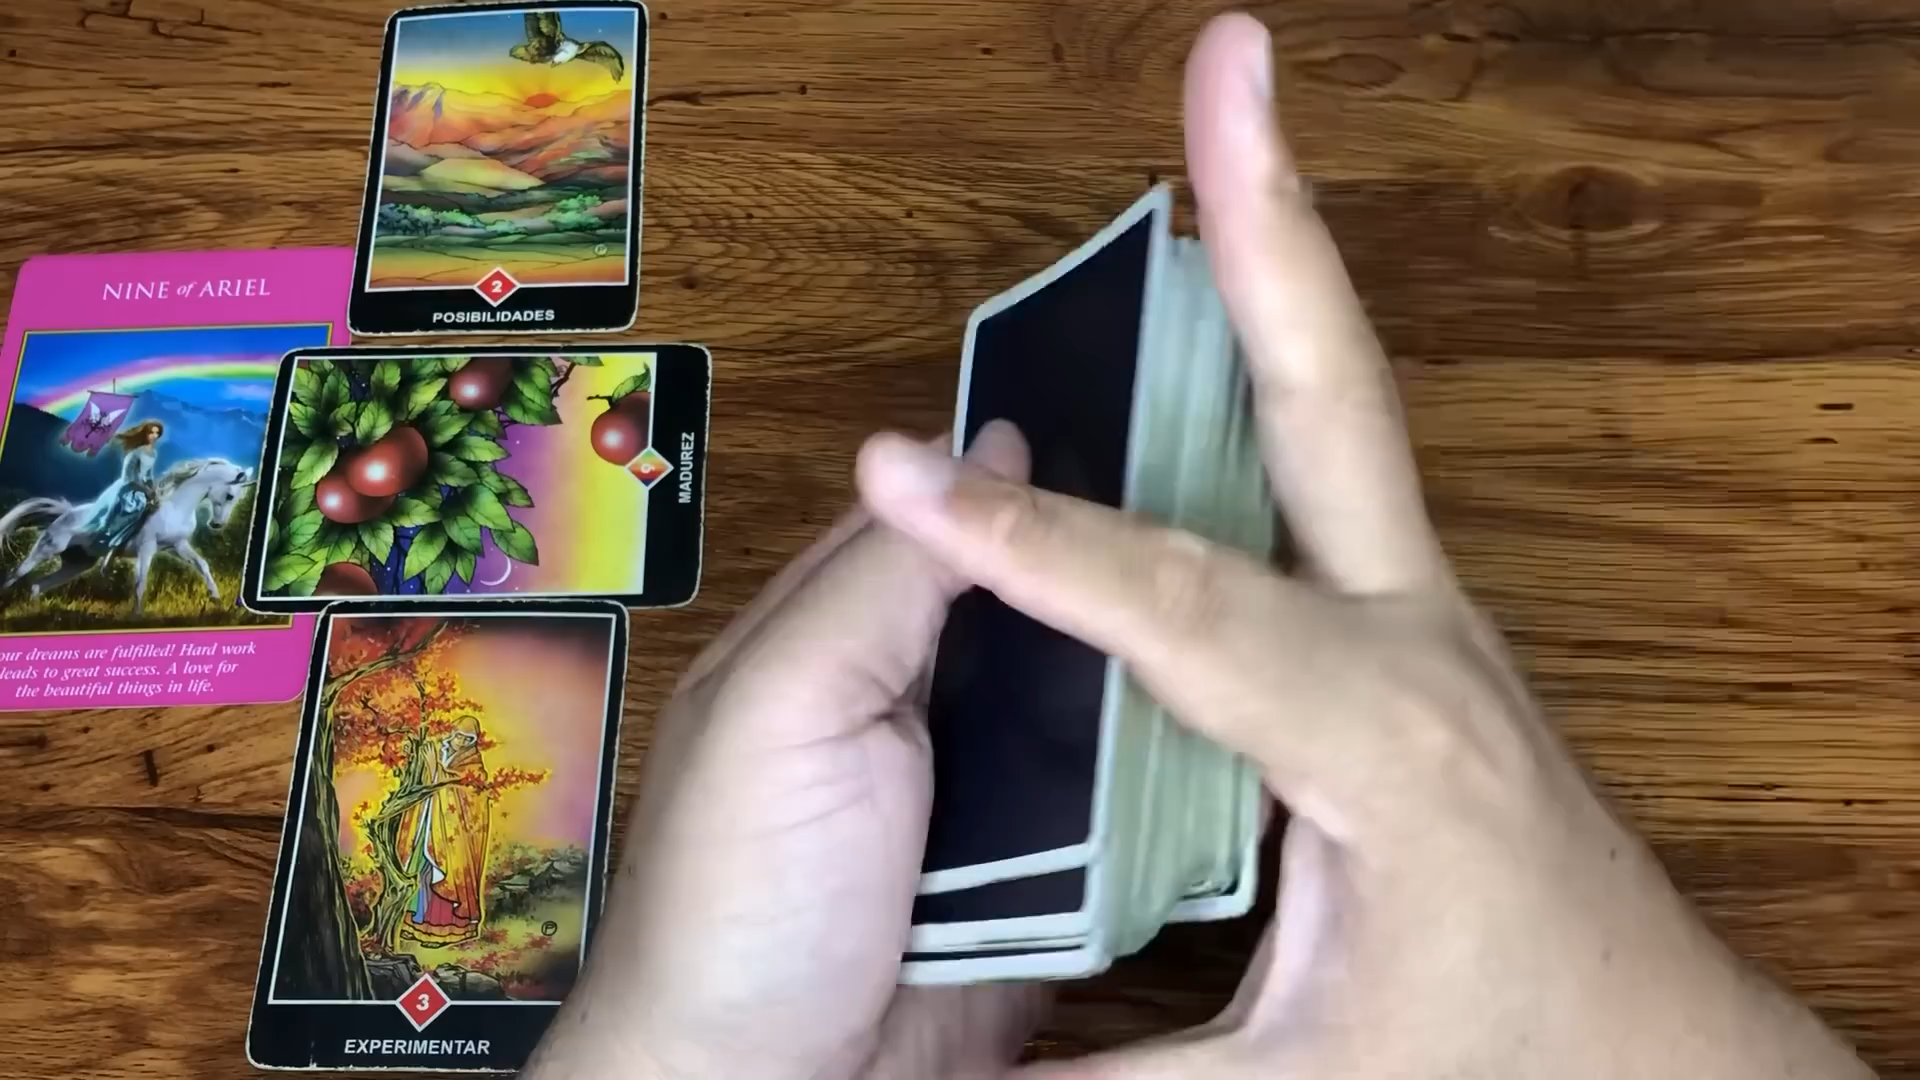 2
POSIBILIDADES
NINE of ARIEL
MADUREZ
our dreams are fulfilled! Hard work
leads to great success. A love for
the beautiful things in life.
3
EXPERIMENTAR